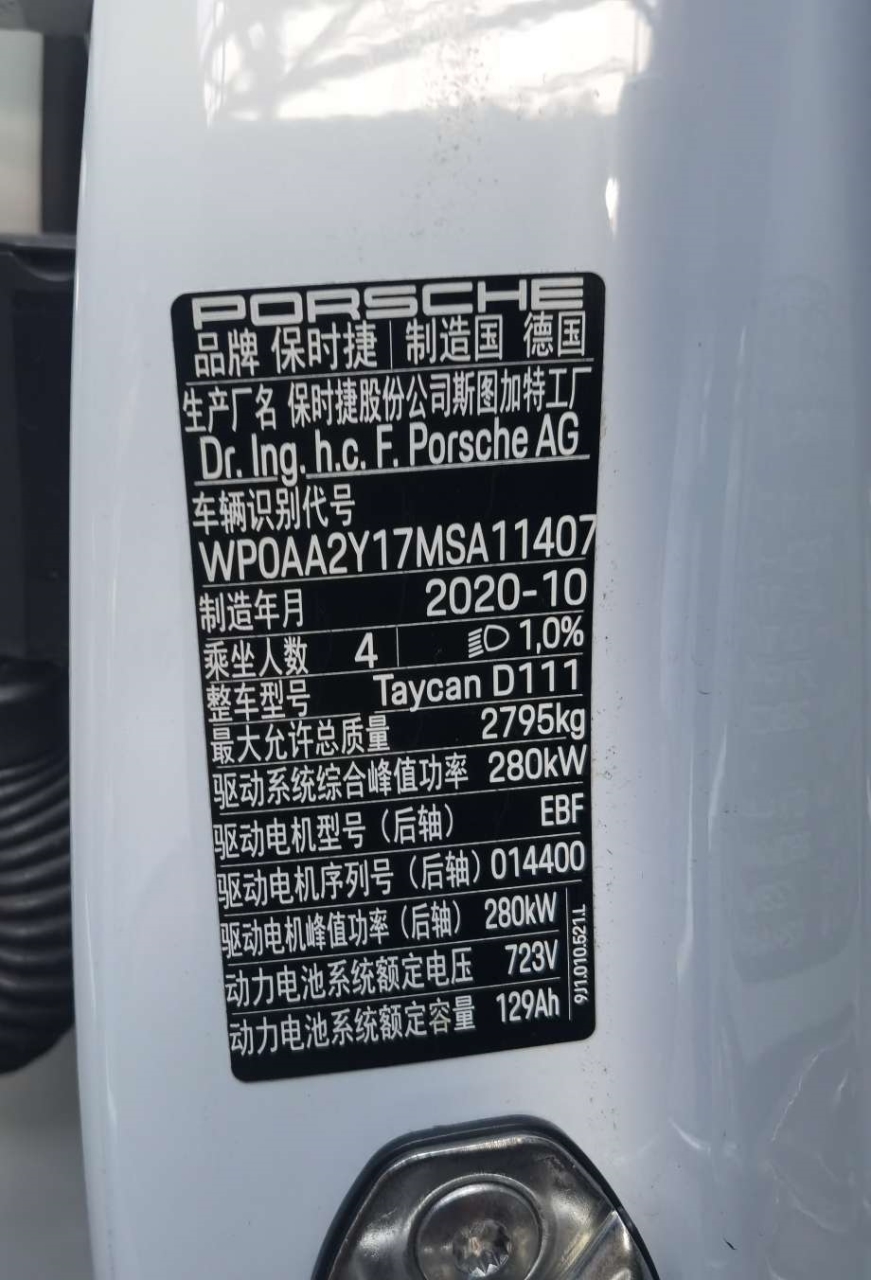 PORSCHE
品牌 保时捷 制造国 德国
生产厂名 保时捷股份公司斯图加特工厂
Dr. Ing. h.c. F. Porsche AG
车辆识别代号
WP0AA2Y17MSA11407
制造年月 2020-10
乘坐人数 4 1,0%
整车型号 Taycan D111
最大允许总质量 2795kg
驱动系统综合峰值功率 280kW
驱动电机型号（后轴） EBF
驱动电机序列号（后轴）014400
驱动电机峰值功率（后轴） 280kW
动力电池系统额定电压 723V
动力电池系统额定容量 129Ah
9J1.010.521.L